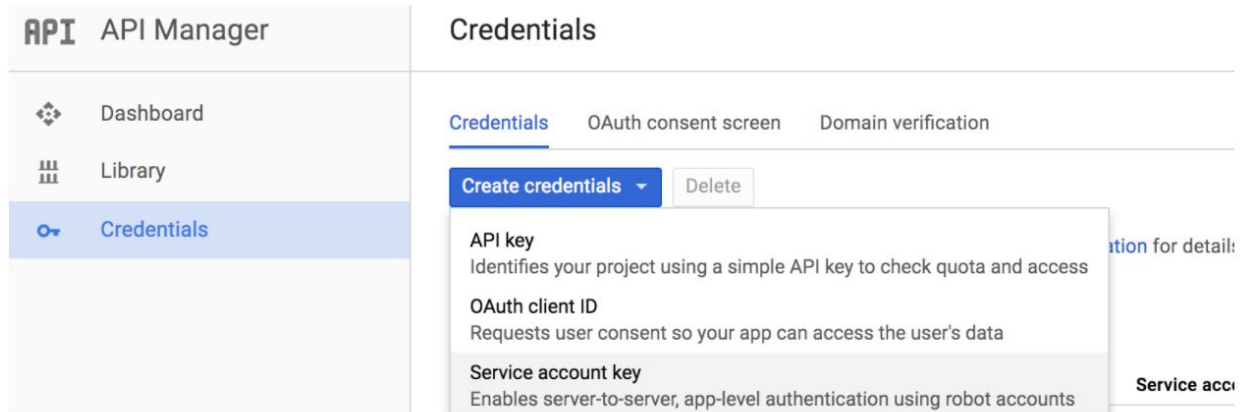 API API Manager
Credentials
Dashboard
Library
Credentials
Credentials OAuth consent screen Domain verification
Create credentials Delete
API key
Identifies your project using a simple API key to check quota and access
for details
OAuth client ID
Requests user consent so your app can access the user's data
Service account key
Enables server-to-server, app-level authentication using robot accounts
Service